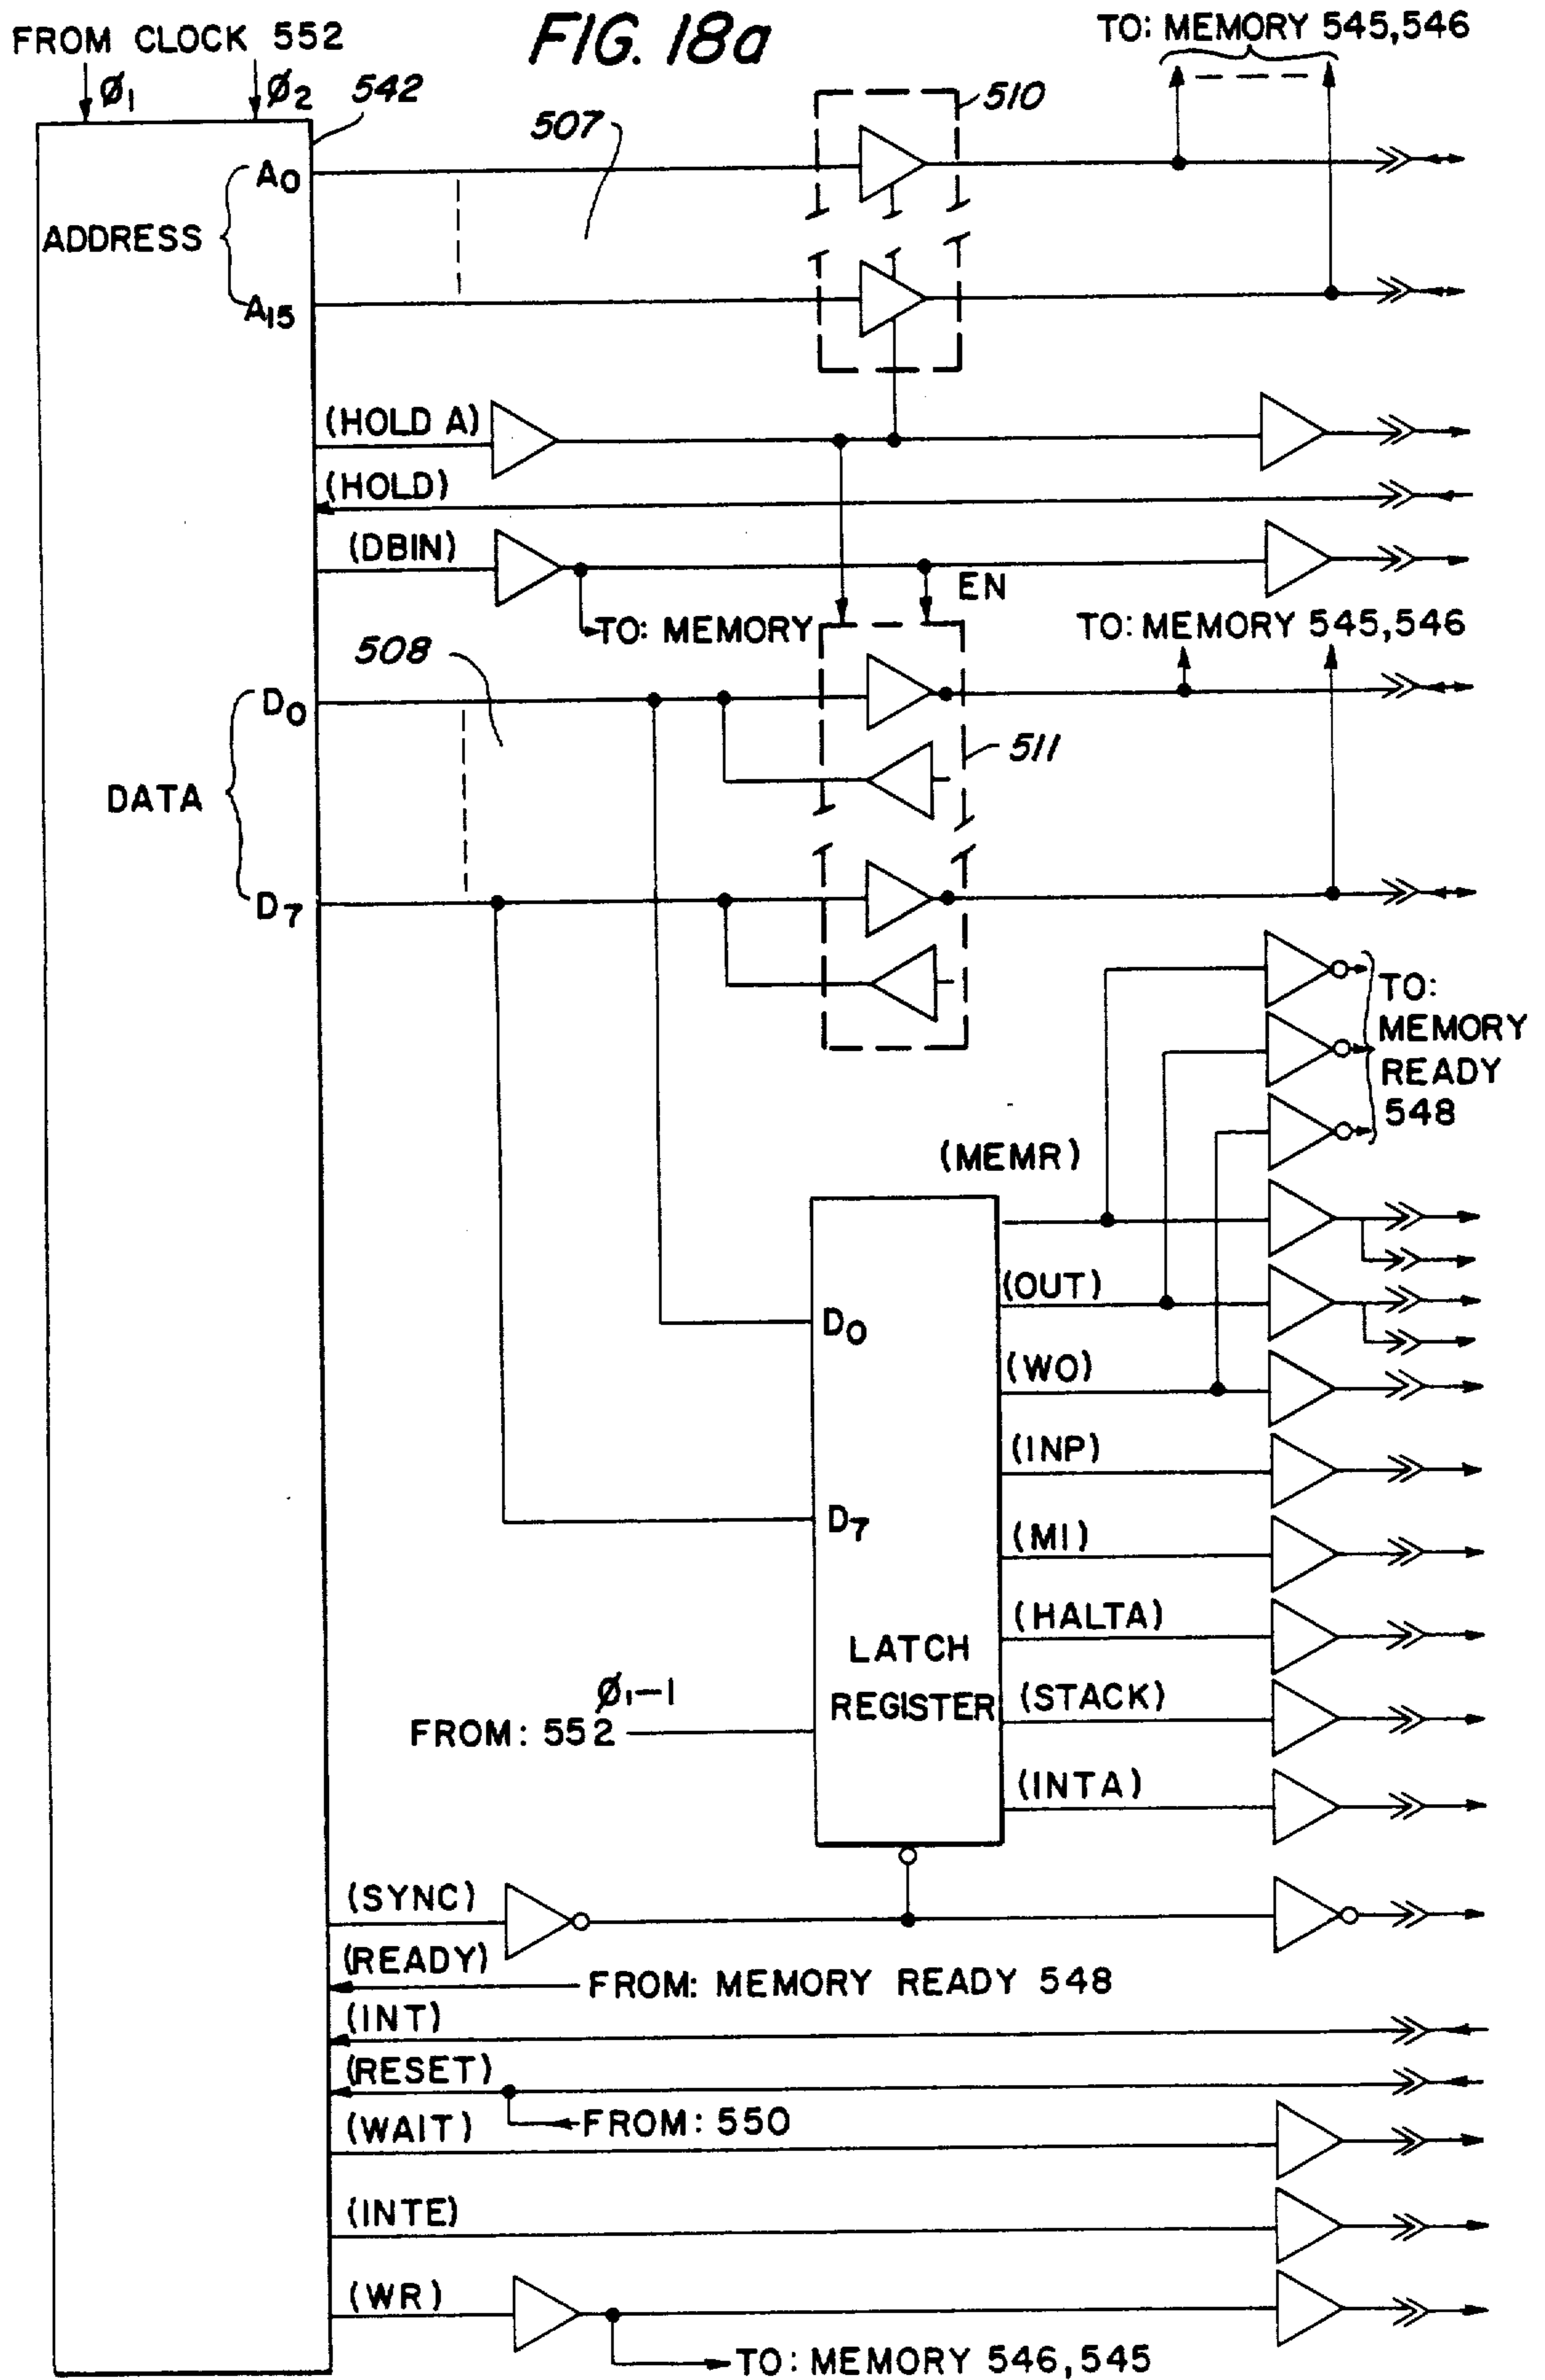 FIG. 18a
FROM CLOCK 552
TO: MEMORY 545,546
Ø1
Ø2
542
507
510
A0
ADDRESS
A15
(HOLD A)
(HOLD)
(DBIN)
EN
TO: MEMORY
TO: MEMORY 545,546
508
D0
511
DATA
D7
TO:
MEMORY
READY
548
(MEMR)
(OUT)
D0
(WO)
(INP)
D7
(MI)
(HALTA)
LATCH
REGISTER
(STACK)
Ø1-1
FROM: 552
(INTA)
(SYNC)
(READY)
FROM: MEMORY READY 548
(INT)
(RESET)
FROM: 550
(WAIT)
(INTE)
(WR)
TO: MEMORY 546,545